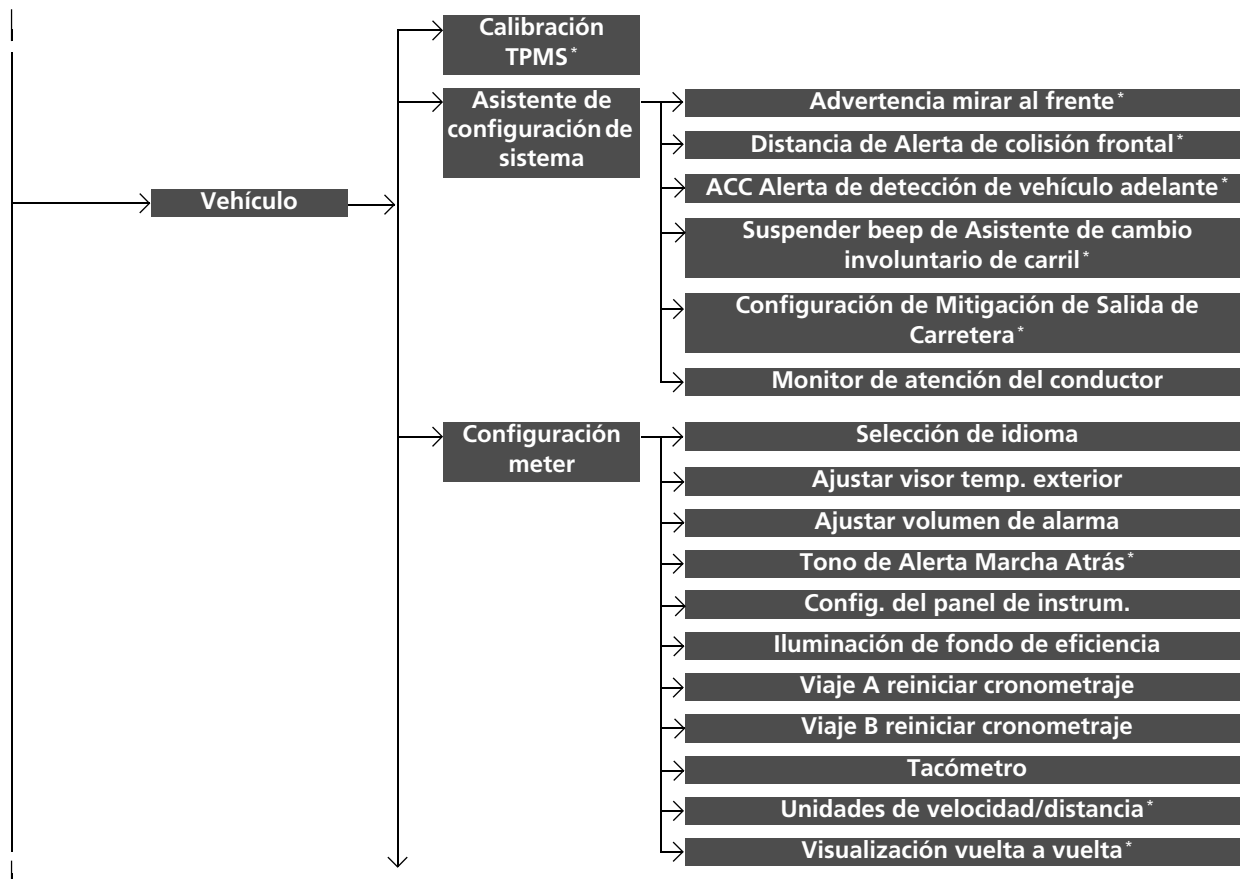 Calibración
TPMS*
Asistente de
configuración de
sistema
Advertencia mirar al frente*
Distancia de Alerta de colisión frontal*
ACC Alerta de detección de vehículo adelante*
Vehículo
Suspender beep de Asistente de cambio
involuntario de carril*
Configuración de Mitigación de Salida de
Carretera*
Monitor de atención del conductor
Configuración
meter
Selección de idioma
Ajustar visor temp. exterior
Ajustar volumen de alarma
Tono de Alerta Marcha Atrás*
Config. del panel de instrum.
Iluminación de fondo de eficiencia
Viaje A reiniciar cronometraje
Viaje B reiniciar cronometraje
Tacómetro
Unidades de velocidad/distancia*
Visualización vuelta a vuelta*